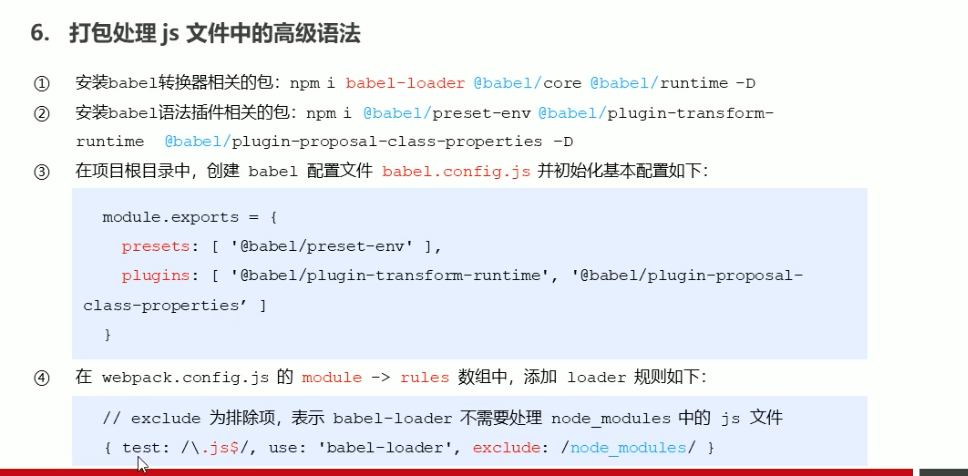 6. 打包处理 js 文件中的高级语法
① 安装babel转换器相关的包：npm i babel-loader @babel/core @babel/runtime -D
② 安装babel语法插件相关的包：npm i @babel/preset-env @babel/plugin-transform-
runtime @babel/plugin-proposal-class-properties -D
③ 在项目根目录中，创建 babel 配置文件 babel.config.js 并初始化基本配置如下：
module.exports = {
presets: [ '@babel/preset-env' ],
plugins: [ '@babel/plugin-transform-runtime', '@babel/plugin-proposal-
class-properties’ ]
}
④ 在 webpack.config.js 的 module -> rules 数组中，添加 loader 规则如下：
// exclude 为排除项，表示 babel-loader 不需要处理 node_modules 中的 js 文件
{ test: /\.js$/, use: 'babel-loader', exclude: /node_modules/ }